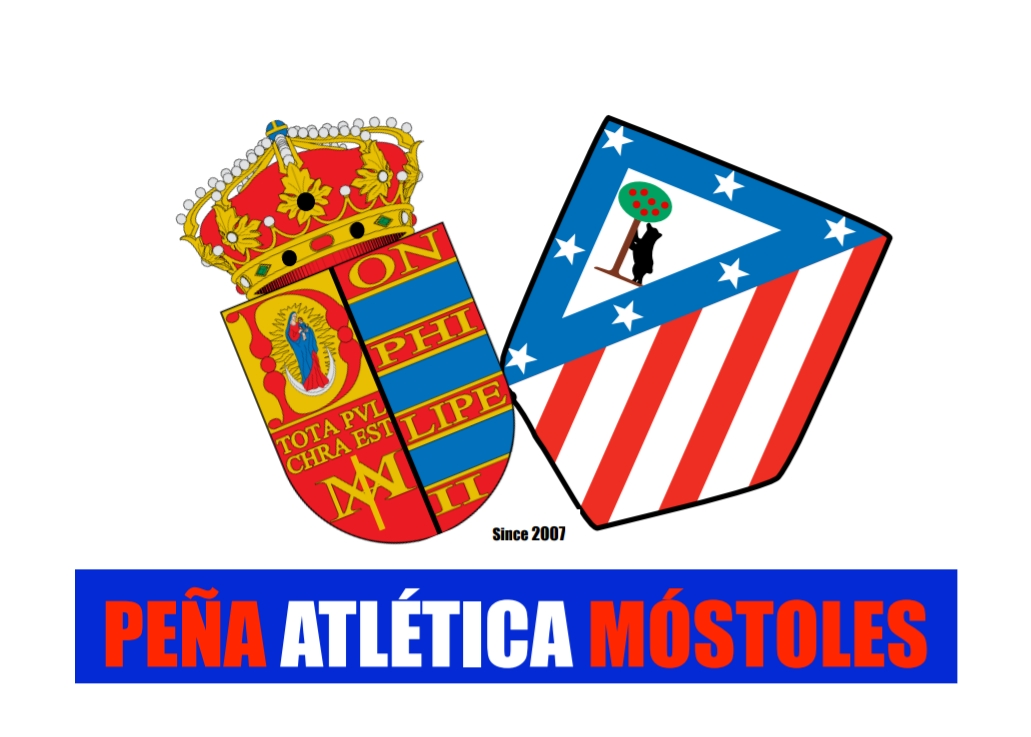 ON
PHI
LIPE
II
TOTA PVL
CHRA EST
Since 2007
PEÑA ATLÉTICA MÓSTOLES